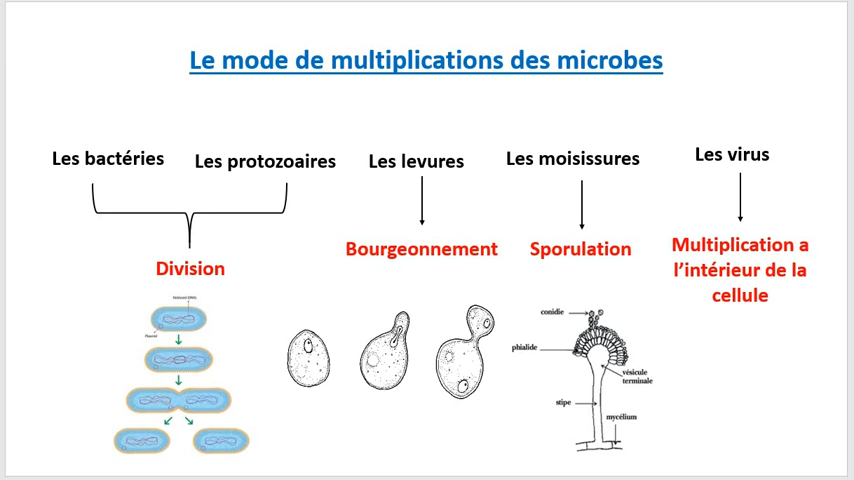 Le mode de multiplications des microbes
Les bactéries
Les protozoaires
Les levures
Les moisissures
Les virus
Division
Bourgeonnement
Sporulation
Multiplication a
l'intérieur de la
cellule
Plasmid
conidie
phialide
vésicule
terminale
stipe
mycélium